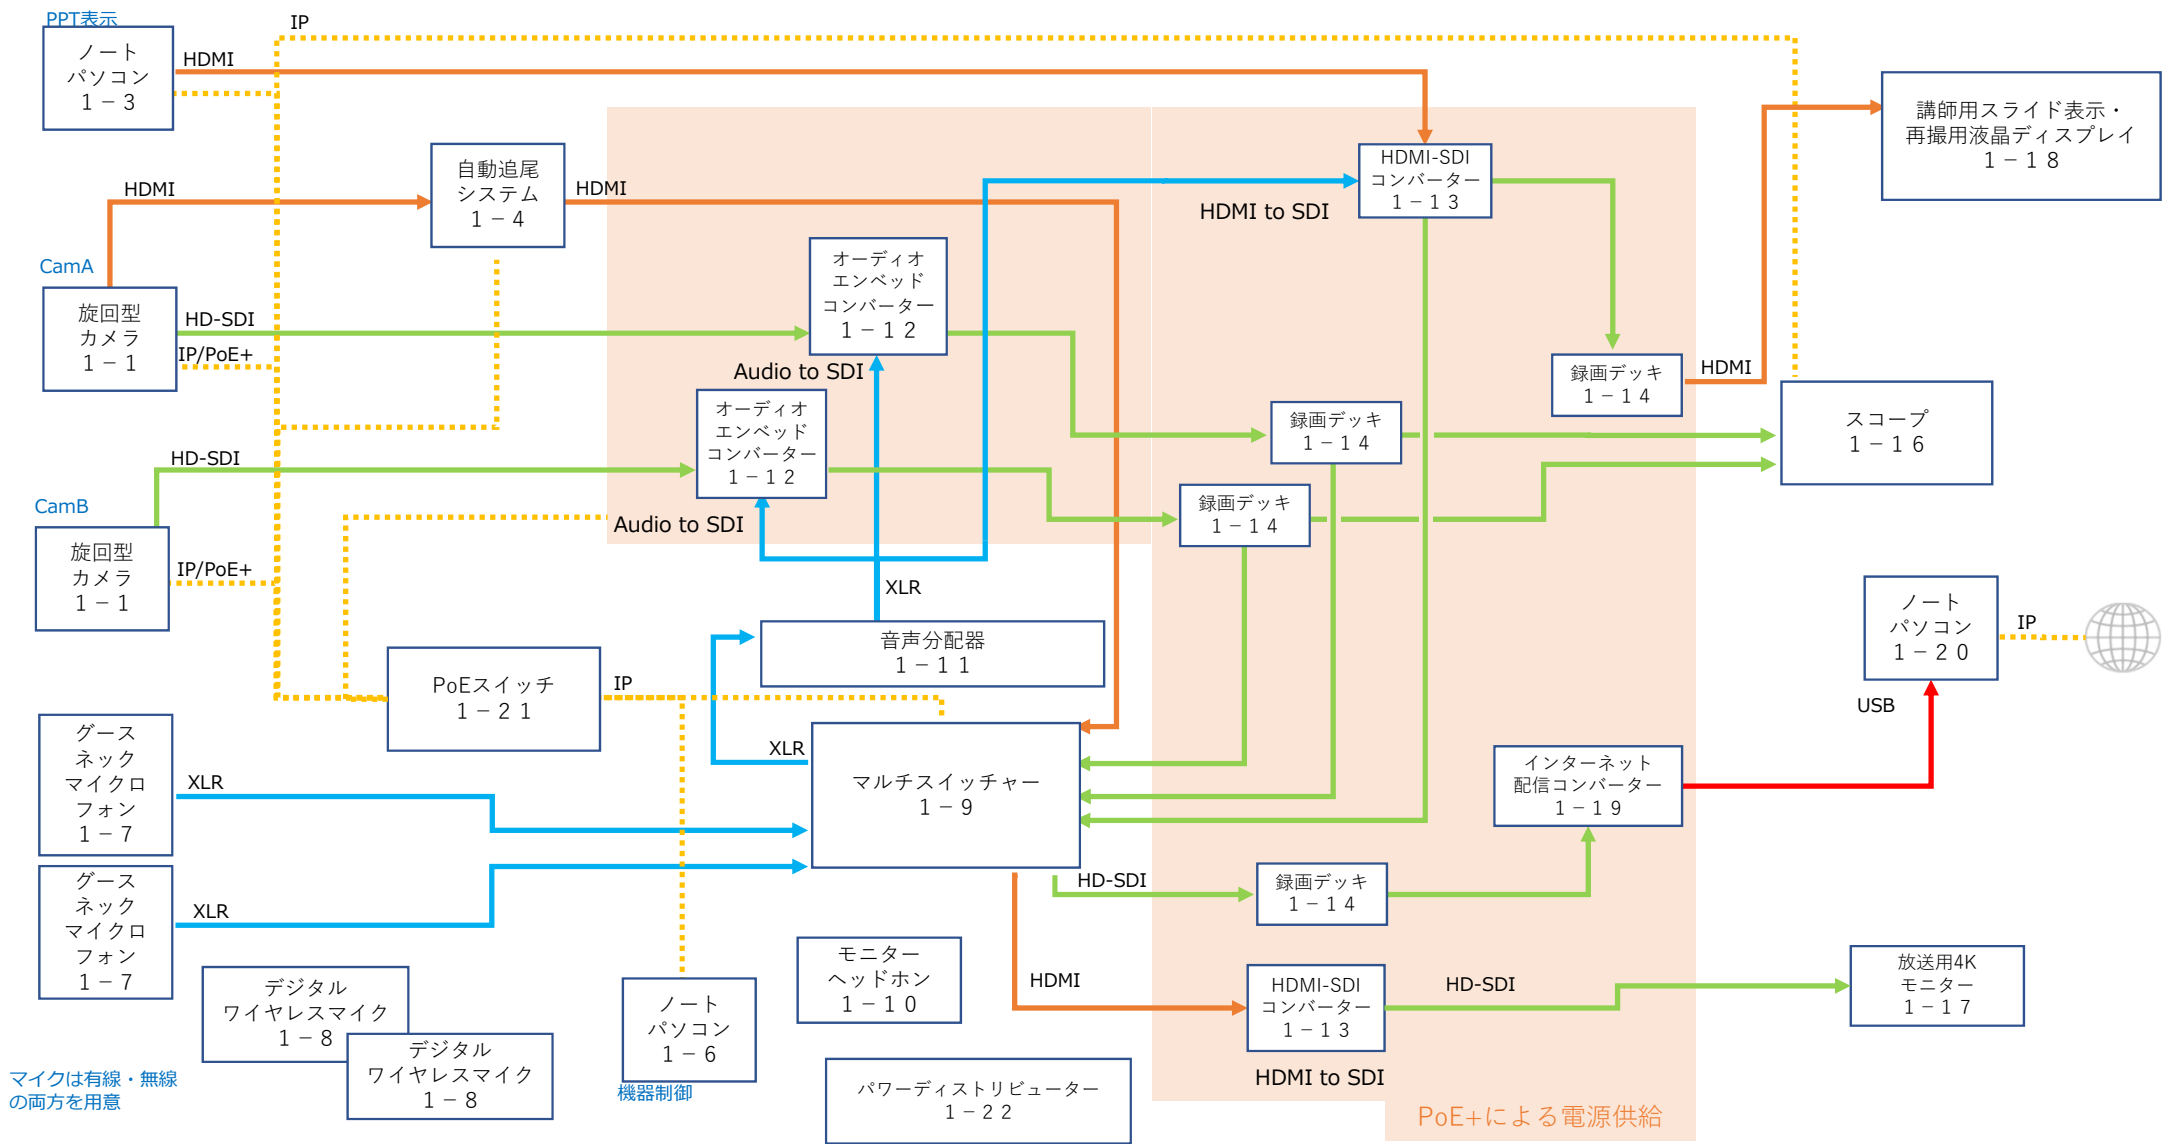 PPT表示
ノート
パソコン
１－３
HDMI
IP
自動追尾
システム
１－４
HDMI
HDMI
CamA
旋回型
カメラ
１－１
HD-SDI
IP/PoE+
CamB
旋回型
カメラ
１－１
HD-SDI
IP/PoE+
オーディオ
エンベッド
コンバーター
１－１２
Audio to SDI
オーディオ
エンベッド
コンバーター
１－１２
Audio to SDI
XLR
HDMI-SDI
コンバーター
１－１３
HDMI to SDI
録画デッキ
１－１４
HDMI
録画デッキ
１－１４
録画デッキ
１－１４
講師用スライド表示・
再撮用液晶ディスプレイ
１－１８
スコープ
１－１６
音声分配器
１－１１
PoEスイッチ
１－２１
IP
XLR
マルチスイッチャー
１－９
グース
ネック
マイクロ
フォン
１－７
XLR
グース
ネック
マイクロ
フォン
１－７
XLR
デジタル
ワイヤレスマイク
１－８
デジタル
ワイヤレスマイク
１－８
マイクは有線・無線
の両方を用意
ノート
パソコン
１－６
機器制御
モニター
ヘッドホン
１－１０
パワーディストリビューター
１－２２
HD-SDI
録画デッキ
１－１４
HDMI
HDMI-SDI
コンバーター
１－１３
HDMI to SDI
HD-SDI
インターネット
配信コンバーター
１－１９
USB
ノート
パソコン
１－２０
IP
放送用4K
モニター
１－１７
PoE+による電源供給